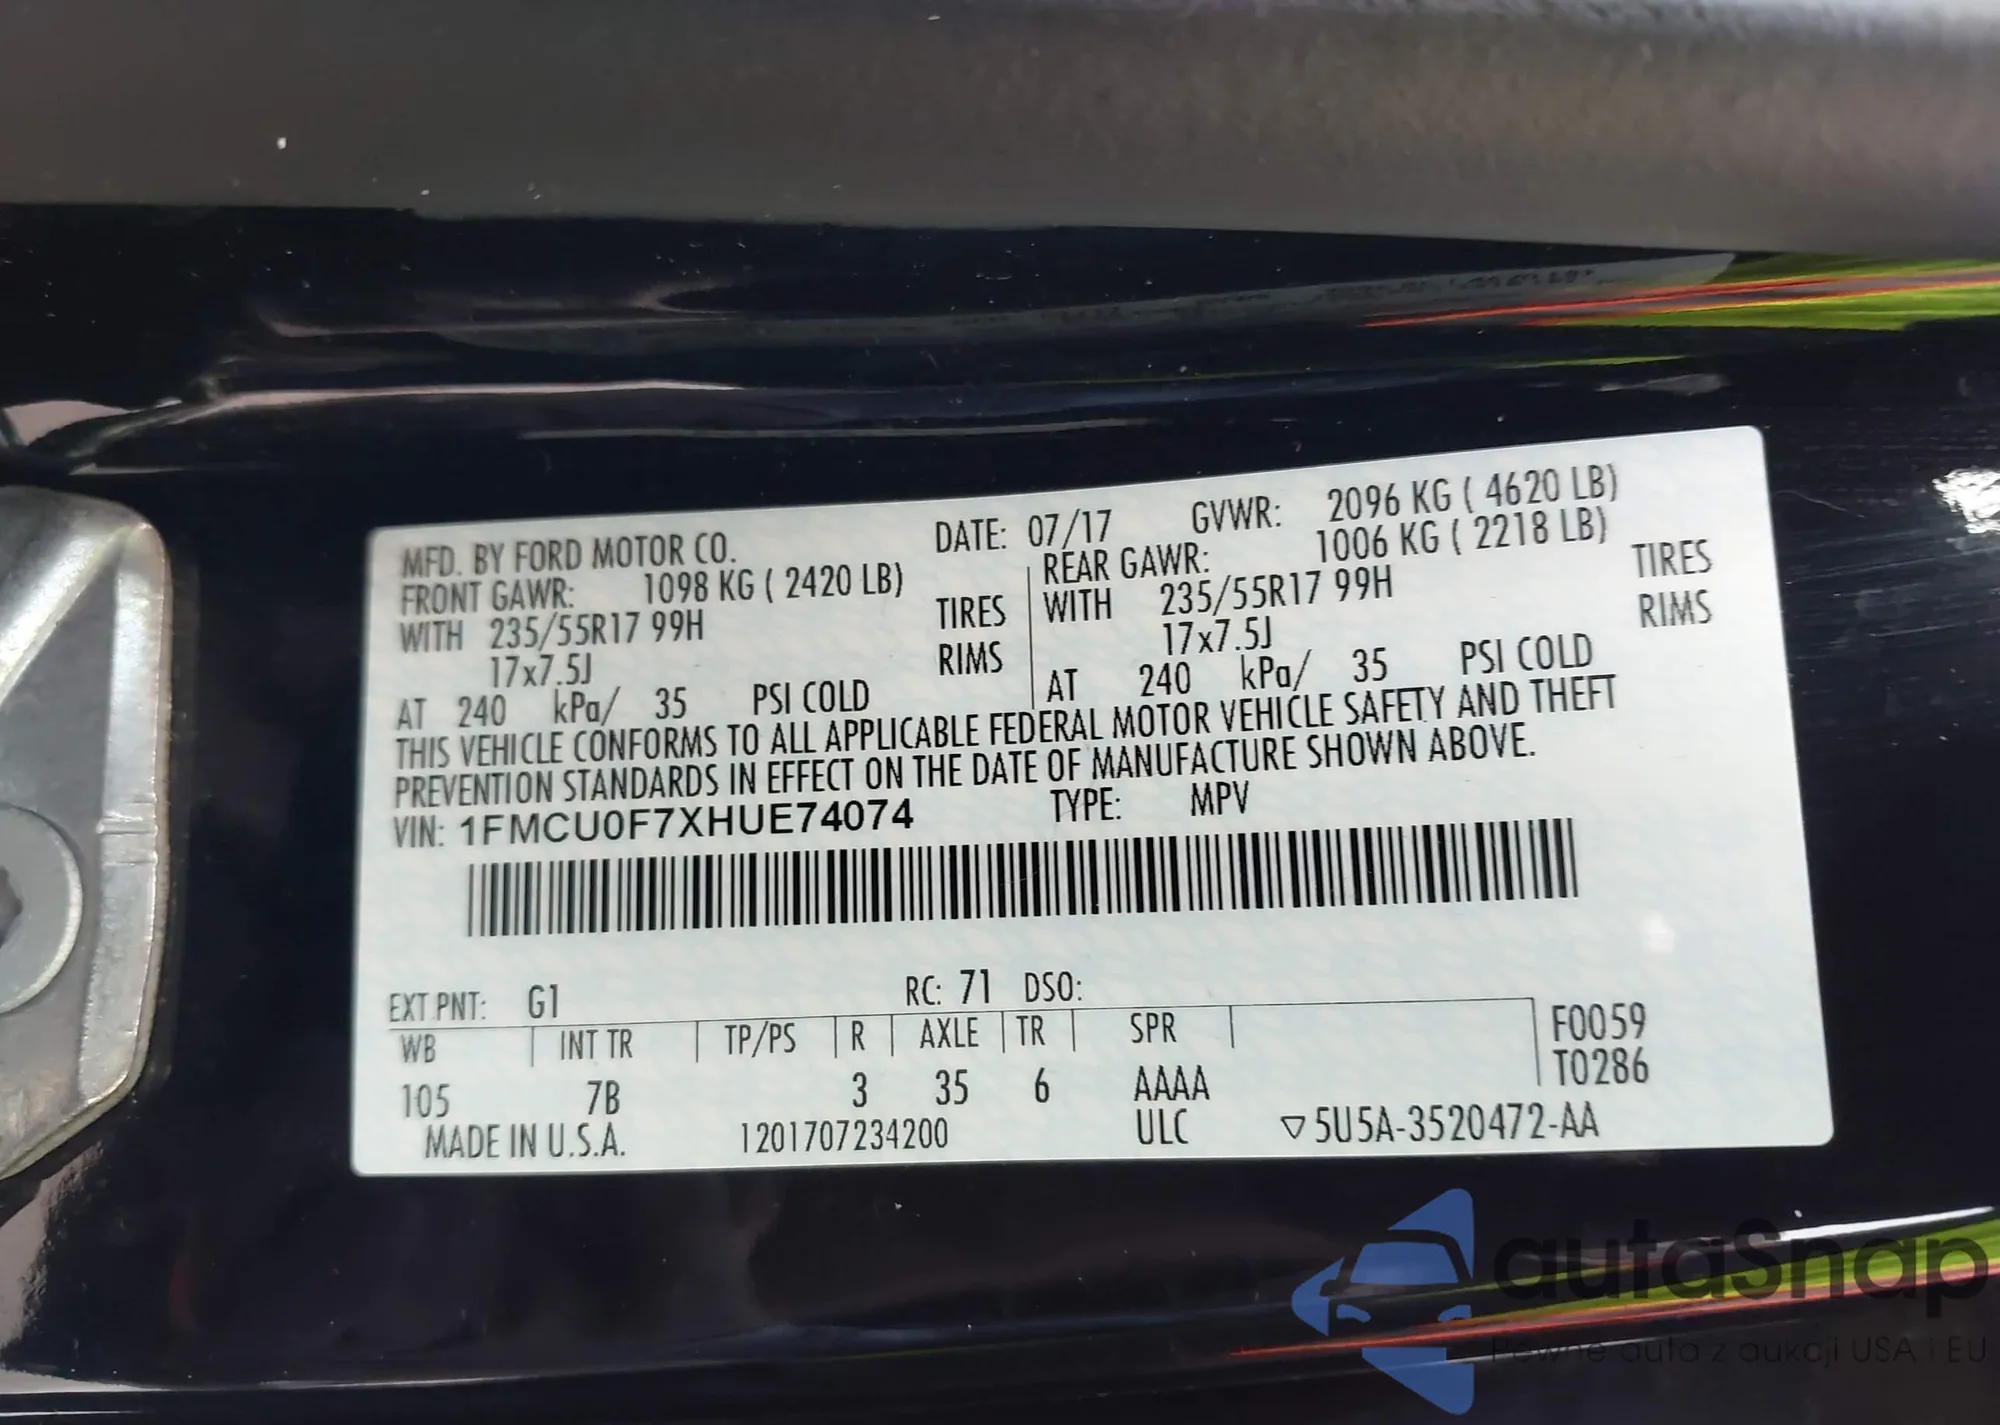 MFD. BY FORD MOTOR CO. DATE: 07/17 GVWR: 2096 KG ( 4620 LB)
FRONT GAWR: 1098 KG ( 2420 LB) REAR GAWR: 1006 KG ( 2218 LB)
WITH 235/55R17 99H TIRES WITH 235/55R17 99H TIRES
17x7.5J RIMS 17x7.5J RIMS
AT 240 kPa/ 35 PSI COLD AT 240 kPa/ 35 PSI COLD
THIS VEHICLE CONFORMS TO ALL APPLICABLE FEDERAL MOTOR VEHICLE SAFETY AND THEFT
PREVENTION STANDARDS IN EFFECT ON THE DATE OF MANUFACTURE SHOWN ABOVE.
VIN: 1FMCU0F7XHUE74074 TYPE: MPV
EXT PNT: G1 RC: 71 DSO:
WB INT TR TP/PS R AXLE TR SPR F0059
105 7B 3 35 6 AAAA T0286
MADE IN U.S.A. 1201707234200 ULC ▽5U5A-3520472-AA
autaSnap
Pewne auta z aukcji USA i EU